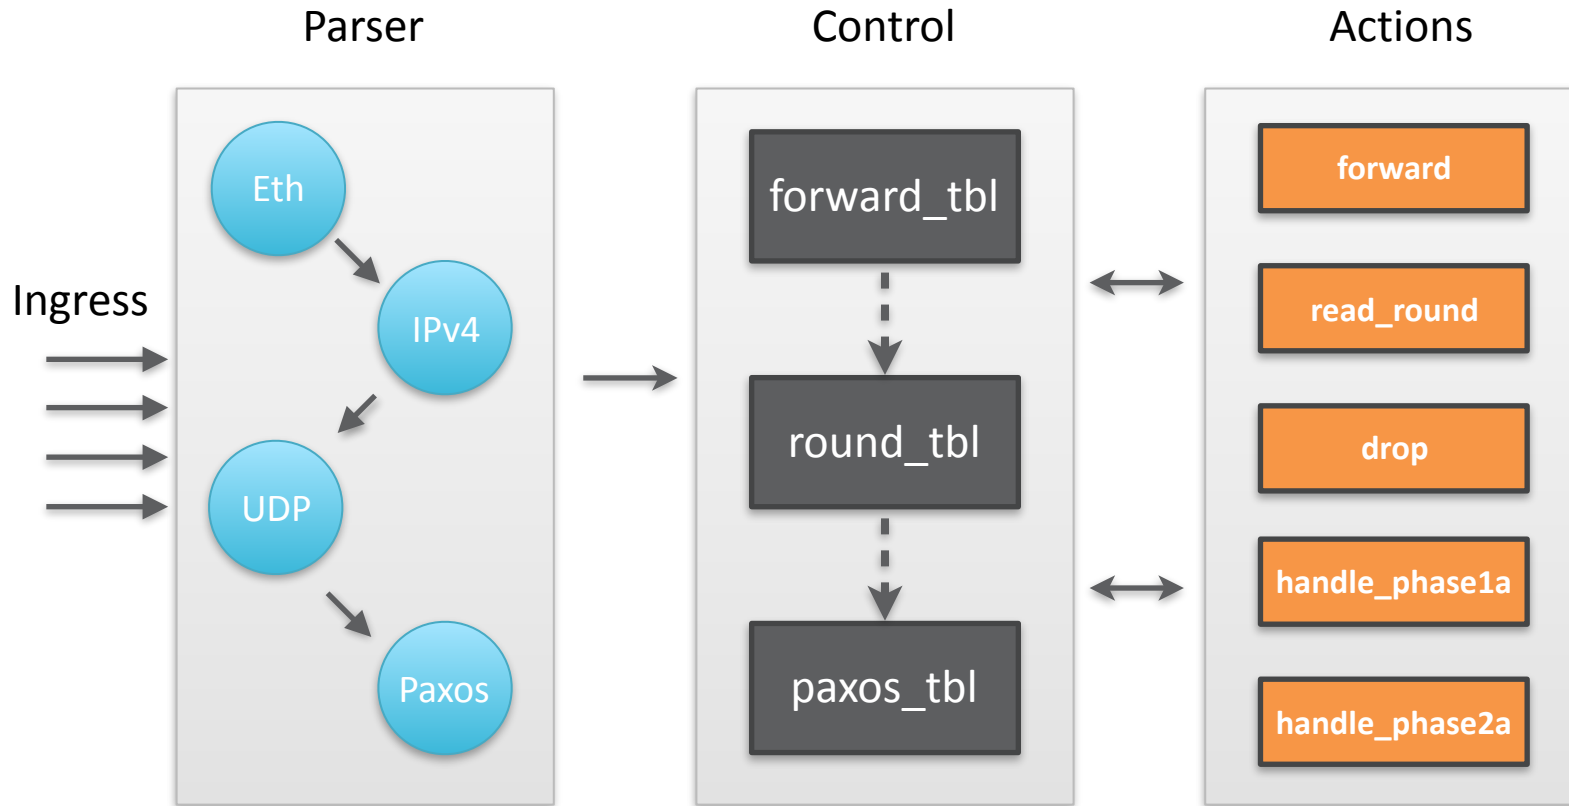 Parser
Control
Actions
Ingress
Eth
IPv4
UDP
Paxos
forward_tbl
round_tbl
paxos_tbl
forward
read_round
drop
handle_phase1a
handle_phase2a